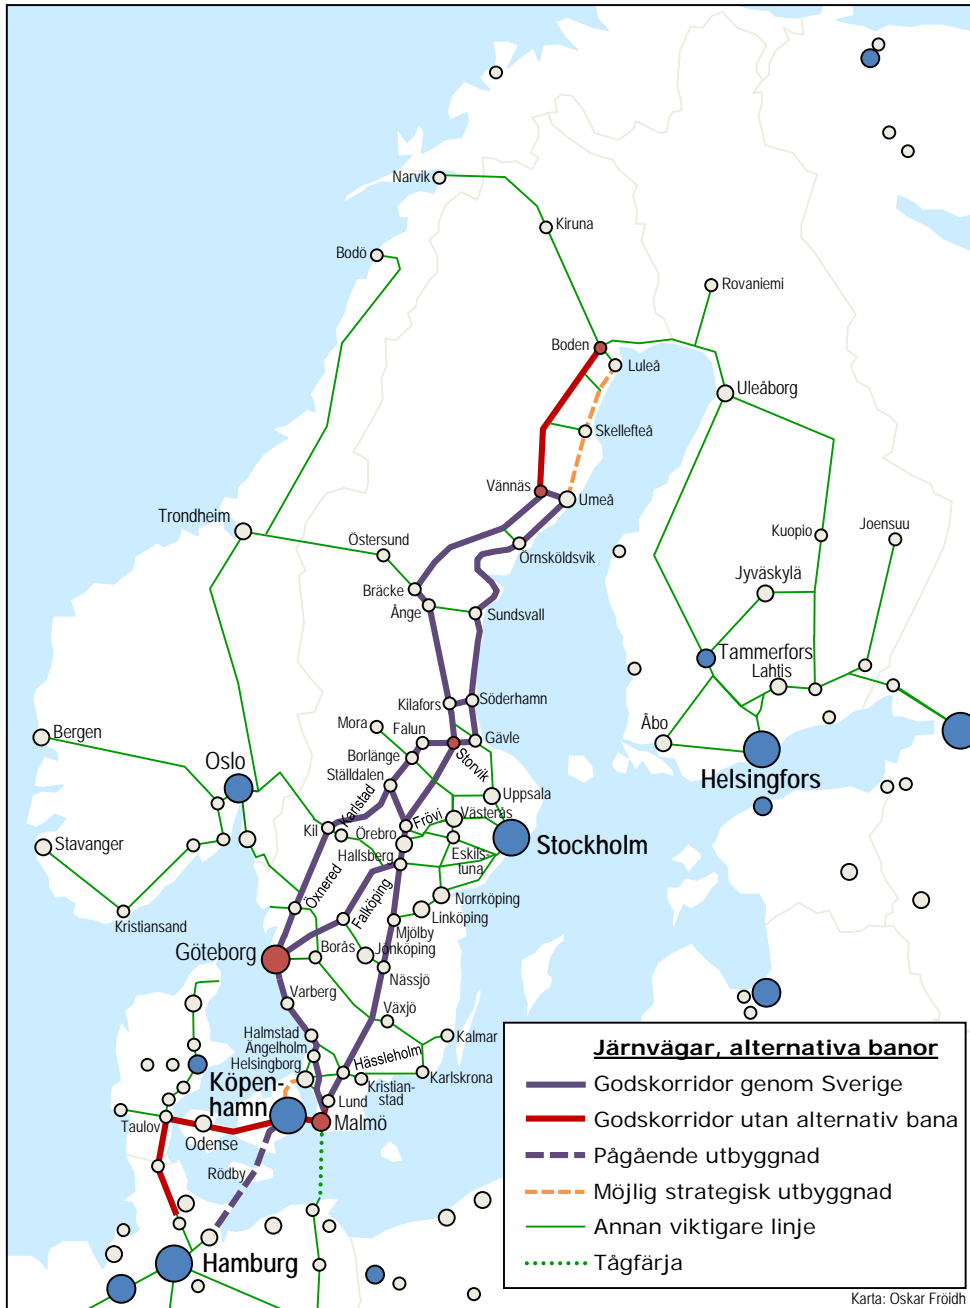 Narvik
Kiruna
Bodö
Rovaniemi
Boden
Luleå
Uleåborg
Skellefteå
Vännäs
Umeå
Trondheim
Östersund
Örnsköldsvik
Kuopio
Joensuu
Bräcke
Ånge
Sundsvall
Jyväskylä
Tammerfors
Lahtis
Kilafors
Söderhamn
Mora
Falun
Gävle
Åbo
Bergen
Borlänge
Storvik
Oslo
Ställdalen
Helsingfors
Karlstad
Uppsala
Kil
Frövi
Västerås
Örebro
Stockholm
Stavanger
Hallsberg
Eskils-
tuna
Öxnered
Falköping
Norrköping
Linköping
Kristiansand
Mjölby
Göteborg
Borås
Jönköping
Nässjö
Varberg
Växjö
Halmstad
Kalmar
Ängelholm
Hässleholm
Helsingborg
Karlskrona
Kristian-
stad
Köpen-
hamn
Lund
Malmö
Taulov
Odense
Rödby
Hamburg
Järnvägar, alternativa banor
Godskorridor genom Sverige
Godskorridor utan alternativ bana
Pågående utbyggnad
Möjlig strategisk utbyggnad
Annan viktigare linje
Tågfärja
Karta: Oskar Fröidh